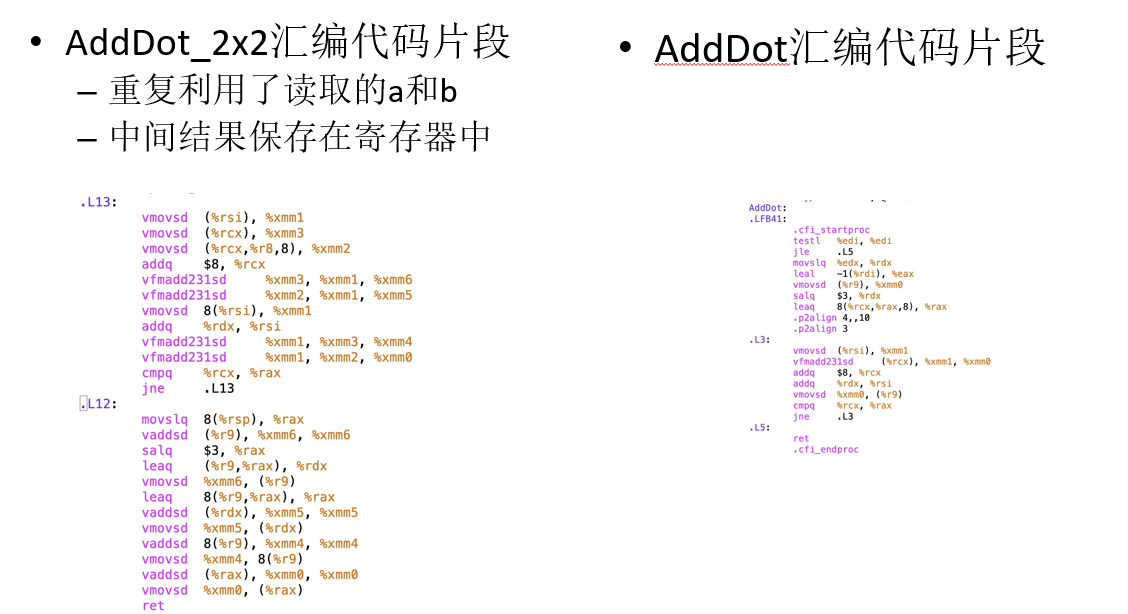 • AddDot_2x2汇编代码片段
– 重复利用了读取的a和b
– 中间结果保存在寄存器中
.L13:
vmovsd (%rsi), %xmm1
vmovsd (%rcx), %xmm3
vmovsd (%rcx,%r8,8), %xmm2
addq $8, %rcx
vfmadd231sd %xmm3, %xmm1, %xmm6
vfmadd231sd %xmm2, %xmm1, %xmm5
vmovsd 8(%rsi), %xmm1
addq %rdx, %rsi
vfmadd231sd %xmm1, %xmm3, %xmm4
vfmadd231sd %xmm1, %xmm2, %xmm0
cmpq %rcx, %rax
jne .L13
.L12:
movslq 8(%rsp), %rax
vaddsd (%r9), %xmm6, %xmm6
salq $3, %rax
leaq (%r9,%rax), %rdx
vmovsd %xmm6, (%r9)
leaq 8(%r9,%rax), %rax
vaddsd (%rdx), %xmm5, %xmm5
vmovsd %xmm5, (%rdx)
vaddsd 8(%r9), %xmm4, %xmm4
vmovsd %xmm4, 8(%r9)
vaddsd (%rax), %xmm0, %xmm0
vmovsd %xmm0, (%rax)
ret
• AddDot汇编代码片段
AddDot:
.LFB41:
.cfi_startproc
testl %edi, %edi
jle .L5
movslq %edx, %rdx
leal -1(%rdi), %eax
vmovsd (%r9), %xmm0
salq $3, %rdx
leaq 8(%rcx,%rax,8), %rax
.p2align 4,,10
.p2align 3
.L3:
vmovsd (%rsi), %xmm1
vfmadd231sd (%rcx), %xmm1, %xmm0
addq $8, %rcx
addq %rdx, %rsi
vmovsd %xmm0, (%r9)
cmpq %rcx, %rax
jne .L3
.L5:
ret
.cfi_endproc